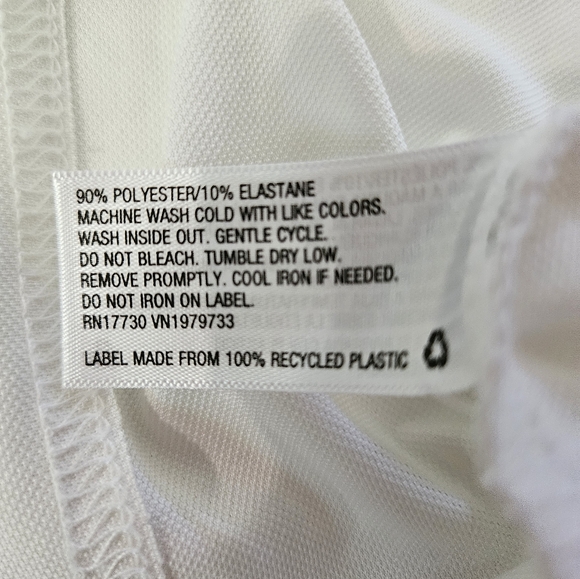 90% POLYESTER/10% ELASTANE
MACHINE WASH COLD WITH LIKE COLORS.
WASH INSIDE OUT. GENTLE CYCLE.
DO NOT BLEACH. TUMBLE DRY LOW.
REMOVE PROMPTLY. COOL IRON IF NEEDED.
DO NOT IRON ON LABEL.
RN17730 VN1979733
LABEL MADE FROM 100% RECYCLED PLASTIC